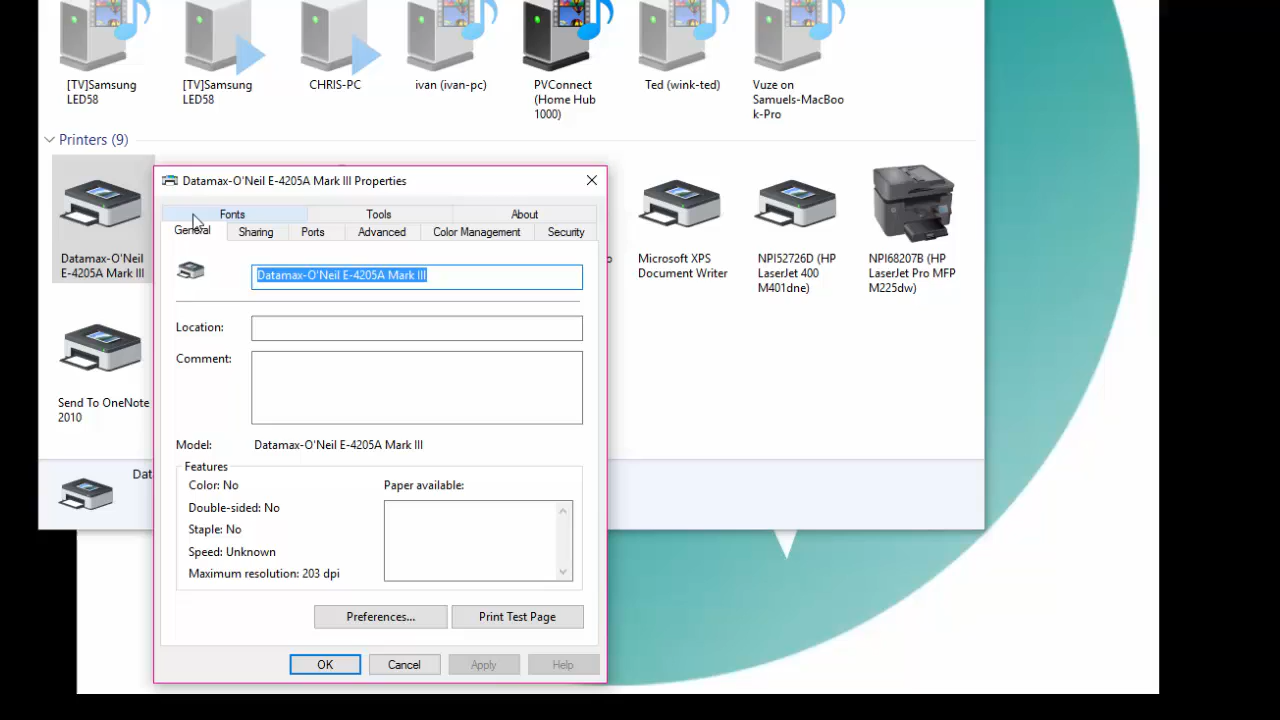 [TV]Samsung
LED58
[TV]Samsung
LED58
CHRIS-PC
ivan (ivan-pc)
PVConnect
(Home Hub
1000)
Ted (wink-ted)
Vuze on
Samuels-MacBoo
k-Pro
Printers (9)
Datamax-O'Neil
E-4205A Mark III
Microsoft XPS
Document Writer
NPI52726D (HP
LaserJet 400
M401dne)
NPI68207B (HP
LaserJet Pro MFP
M225dw)
Send To OneNote
2010
Dat
Datamax-O'Neil E-4205A Mark III Properties
Fonts
Tools
About
General
Sharing
Ports
Advanced
Color Management
Security
Datamax-O'Neil E-4205A Mark III
Location:
Comment:
Model:
Datamax-O'Neil E-4205A Mark III
Features
Color: No
Paper available:
Double-sided: No
Staple: No
Speed: Unknown
Maximum resolution: 203 dpi
Preferences...
Print Test Page
OK
Cancel
Apply
Help